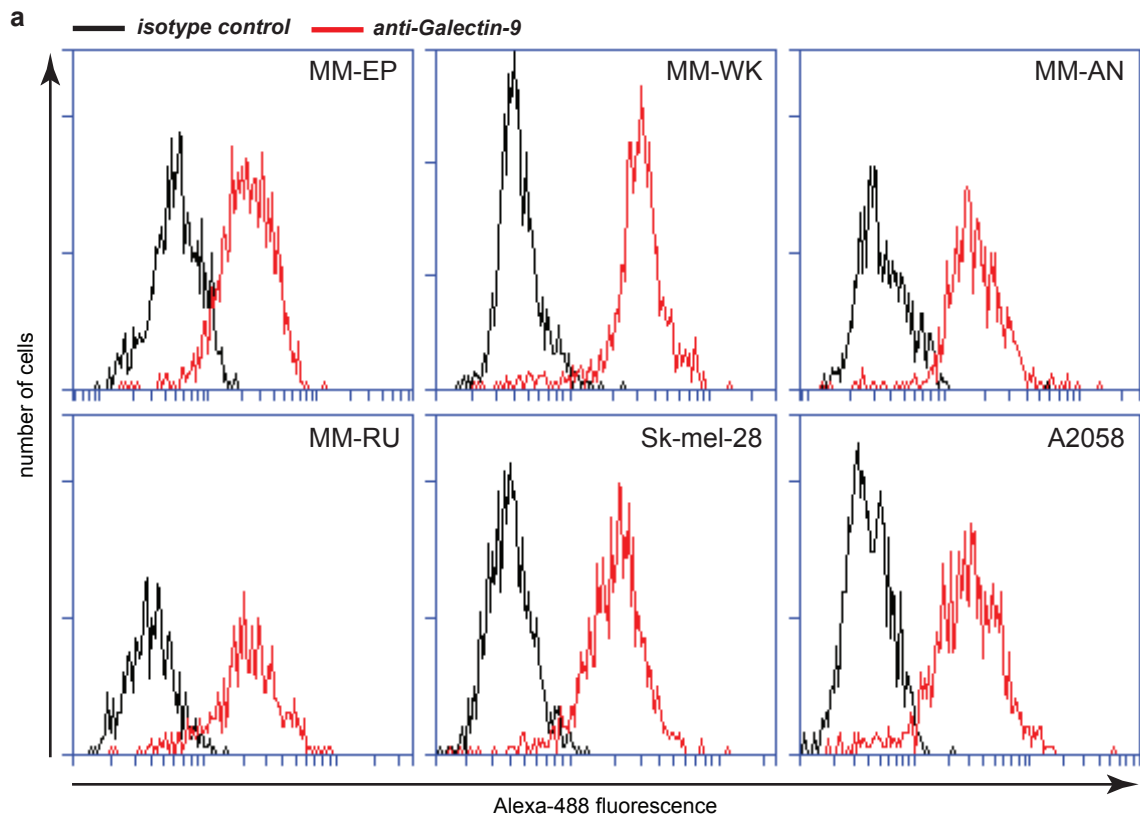 a
isotype control anti-Galectin-9
MM-EP MM-WK MM-AN
MM-RU Sk-mel-28 A2058
number of cells
Alexa-488 fluorescence